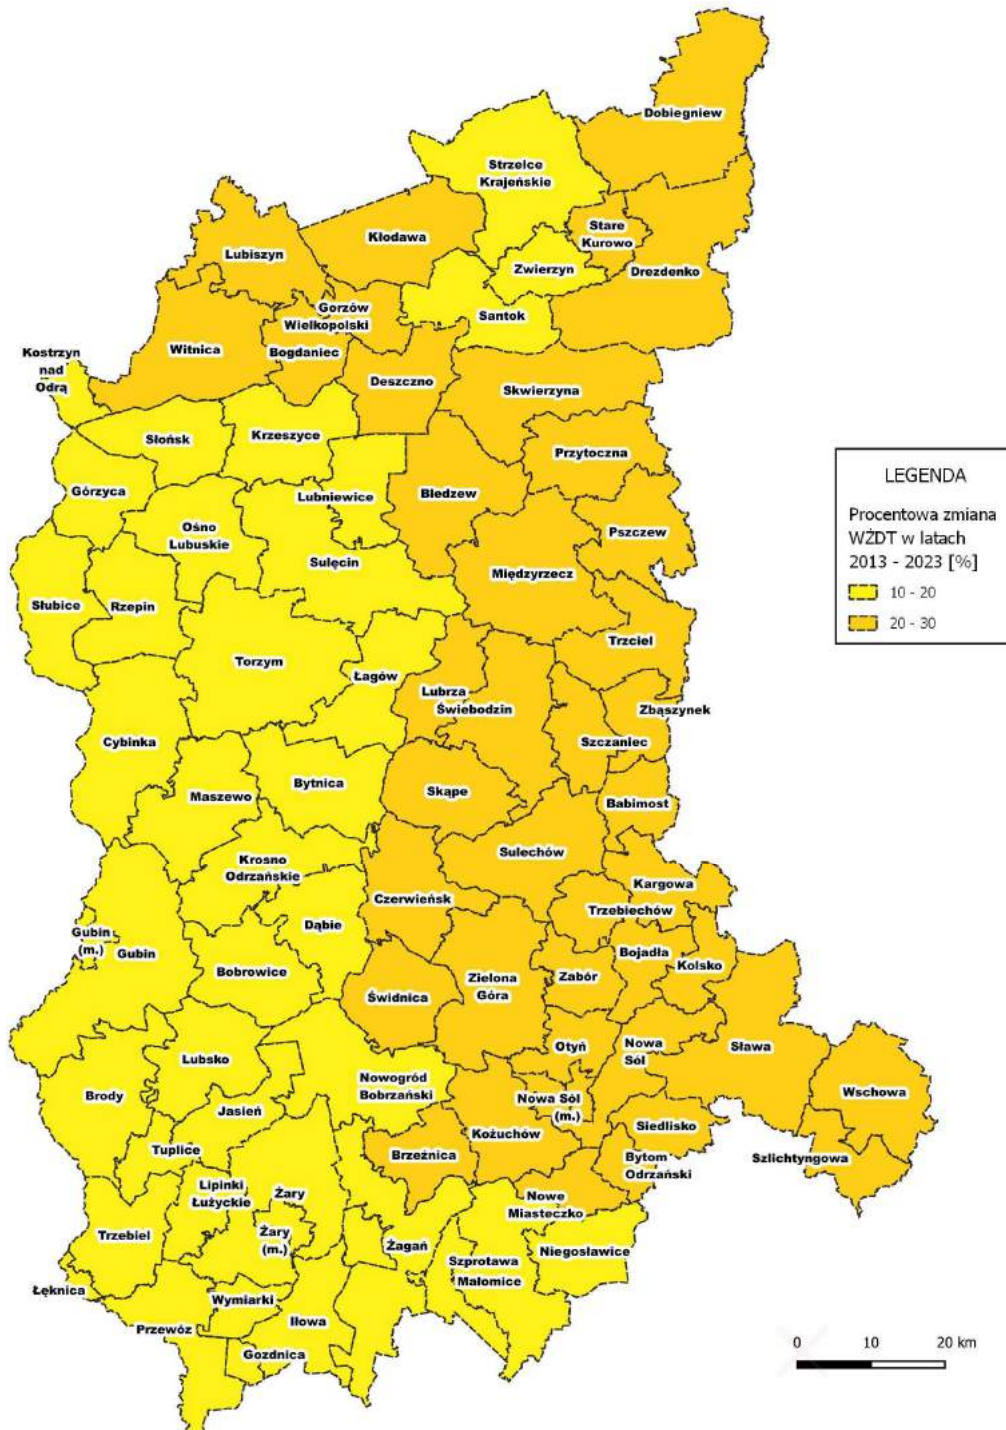 Dobiegniew
Strzelce
Krajeńskie
Stare
Kurowo
Kłodawa
Lubiszyn
Zwierzyn
Drezdenko
Gorzów
Wielkopolski
Santok
Witnica
Bogdaniec
Kostrzyn
nad
Odrą
Deszczno
Skwierzyna
Słońsk
Krzeszyce
Przytoczna
Górzyca
Lubniewice
Bledzew
Ośno
Lubuskie
Pszczew
Sulęcin
Międzyrzecz
Słubice
Rzepin
Trzciel
Torzym
Łagów
Lubrza
Świebodzin
Zbąszynek
Cybinka
Szczaniec
Maszewo
Bytnica
Skąpe
Babimost
Krosno
Odrzańskie
Sulechów
Kargowa
Czerwieńsk
Trzebiechów
Dąbie
Gubin
(m.)
Gubin
Bobrowice
Bojadła
Kolsko
Zielona
Góra
Zabór
Świdnica
Lubsko
Otyń
Nowa
Sól
Sława
Brody
Nowogród
Bobrzański
Nowa Sól
(m.)
Wschowa
Jasień
Siedlisko
Tuplice
Kożuchów
Brzeźnica
Bytom
Odrzański
Szlichtyngowa
Lipinki
Łużyckie
Żary
Nowe
Miasteczko
Trzebiel
Żary
(m.)
Żagań
Szprotawa
Niegosławice
Małomice
Łęknica
Wymiarki
Przewóz
Iłowa
Gozdnica
LEGENDA
Procentowa zmiana
WŻDT w latach
2013 - 2023 [%]
10 - 20
20 - 30
0 10 20 km